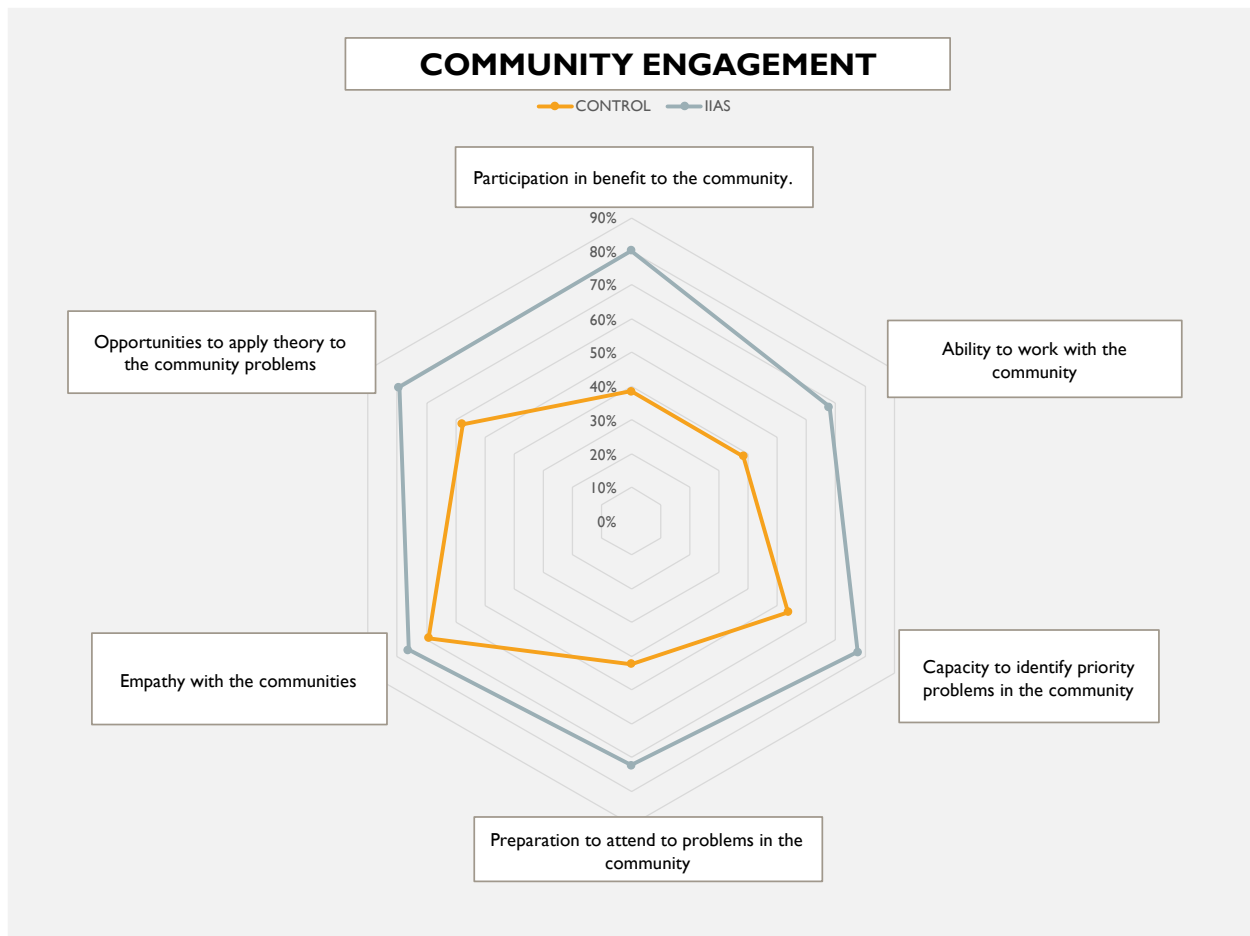 COMMUNITY ENGAGEMENT
CONTROL
IIAS
Participation in benefit to the community.
90%
80%
70%
60%
50%
40%
30%
20%
10%
0%
Opportunities to apply theory to
the community problems
Ability to work with the
community
Empathy with the communities
Capacity to identify priority
problems in the community
Preparation to attend to problems in the
community